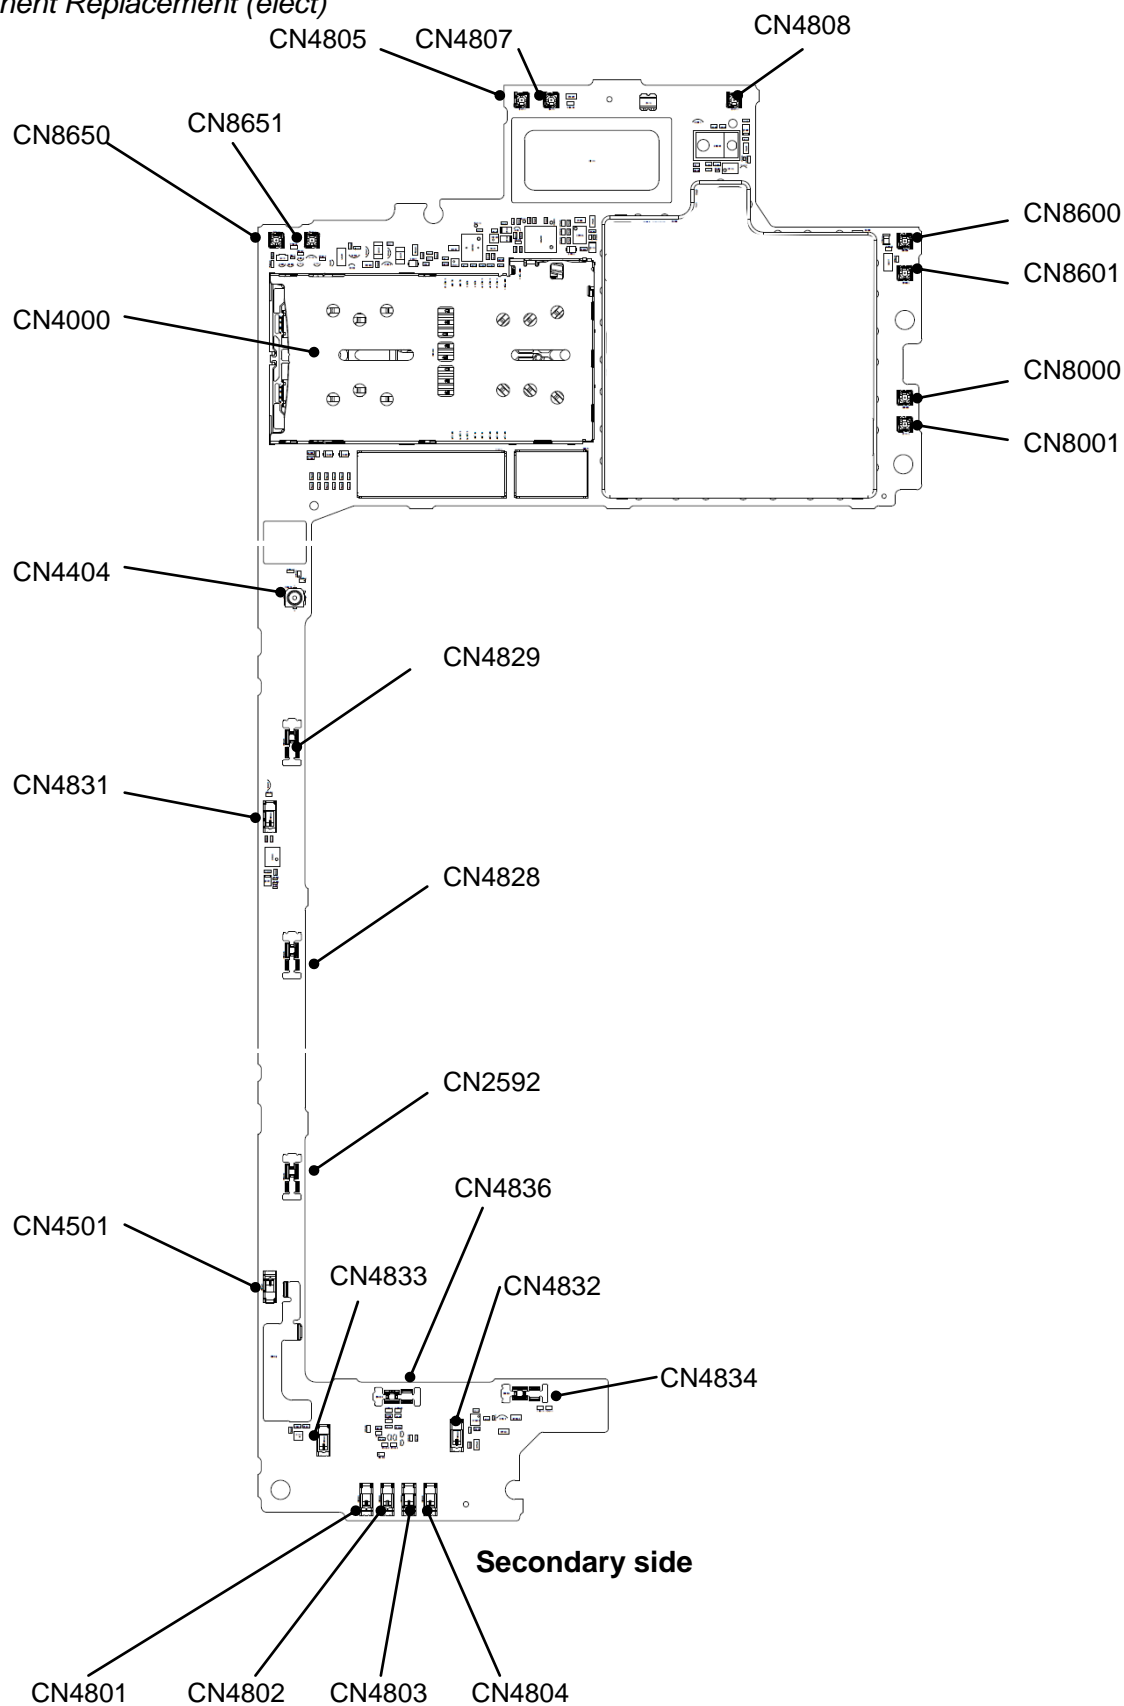 nent Replacement (elect)
CN4805 CN4807 CN4808
CN8650 CN8651
CN8600
CN8601
CN4000
CN8000
CN8001
CN4404
CN4829
CN4831
CN4828
CN2592
CN4836
CN4501
CN4833 CN4832
CN4834
Secondary side
CN4801 CN4802 CN4803 CN4804